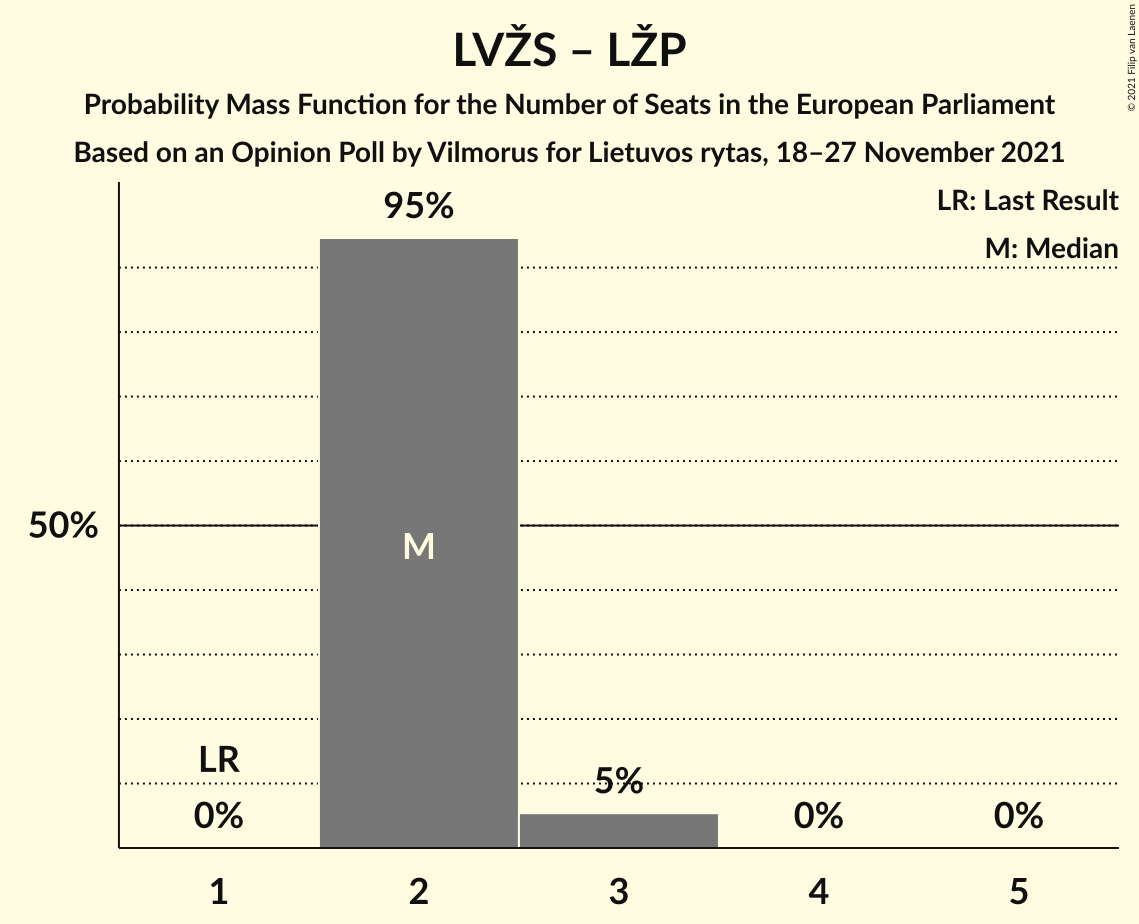 LVŽS – LŽP
Probability Mass Function for the Number of Seats in the European Parliament
Based on an Opinion Poll by Vilmorus for Lietuvos rytas, 18–27 November 2021
© 2021 Filip van Laenen
LR: Last Result
M: Median
95%
50%
M
LR
0%
5%
0%
0%
1
2
3
4
5